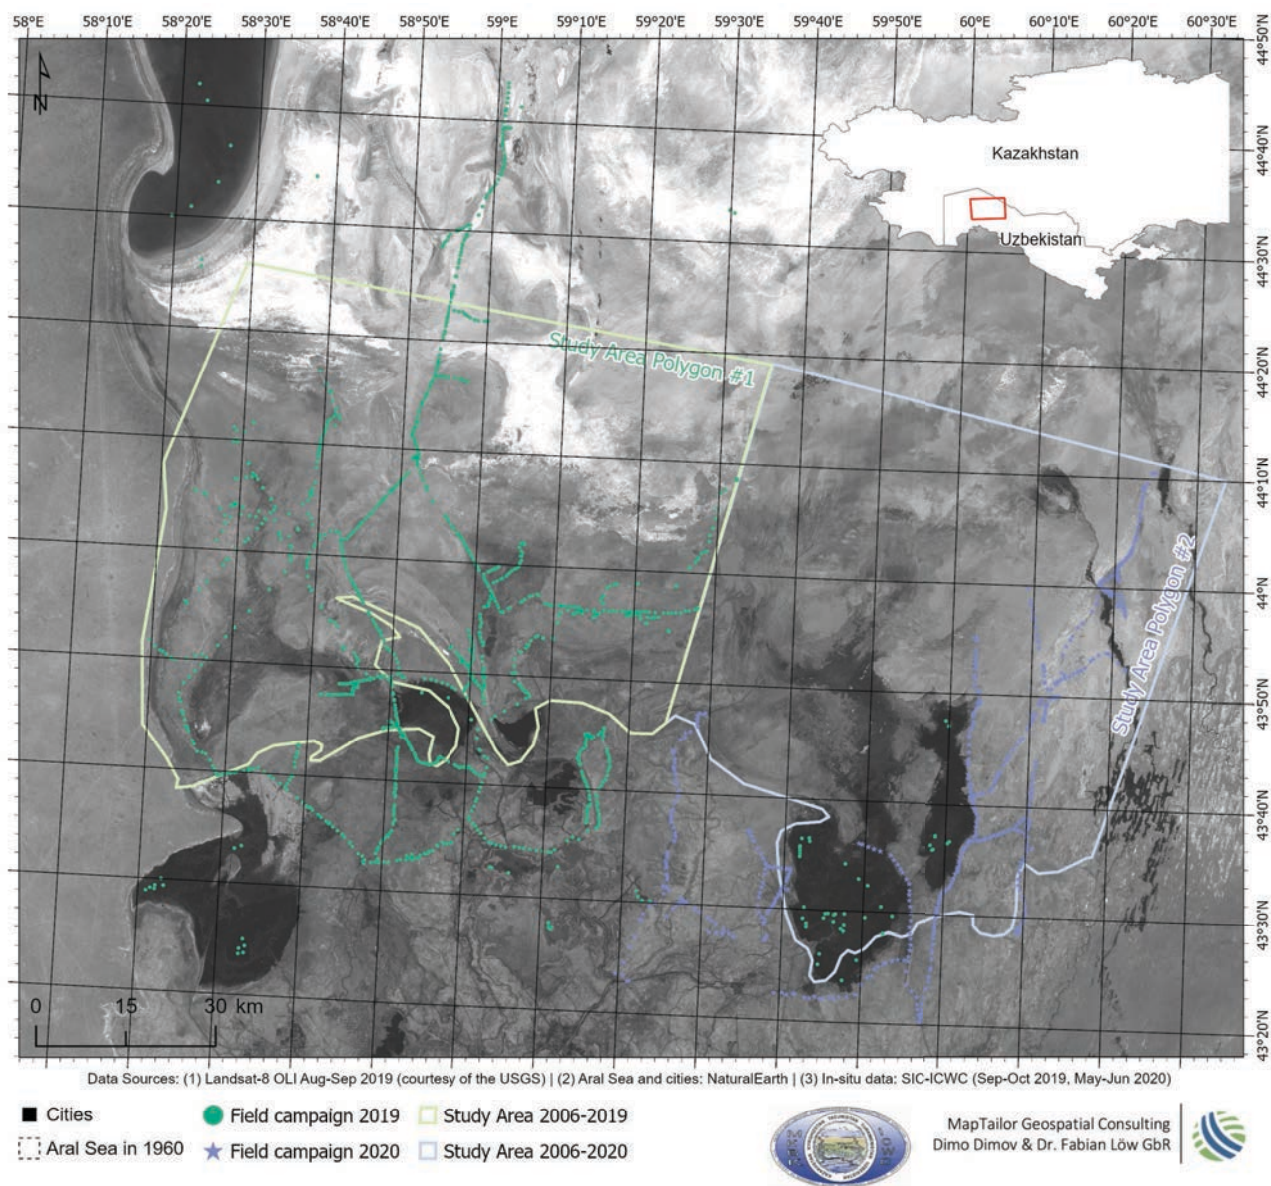 58°0'E 58°10'E 58°20'E 58°30'E 58°40'E 58°50'E 59°E 59°10'E 59°20'E 59°30'E 59°40'E 59°50'E 60°E 60°10'E 60°20'E 60°30'E
44°50'N
44°40'N
44°30'N
44°20'N
44°10'N
44°N
43°50'N
43°40'N
43°30'N
43°20'N
N
Kazakhstan
Uzbekistan
Study Area Polygon #1
Study Area Polygon #2
0 15 30 km
Data Sources: (1) Landsat-8 OLI Aug-Sep 2019 (courtesy of the USGS) | (2) Aral Sea and cities: NaturalEarth | (3) In-situ data: SIC-ICWC (Sep-Oct 2019, May-Jun 2020)
Cities
Aral Sea in 1960
Field campaign 2019
Field campaign 2020
Study Area 2006-2019
Study Area 2006-2020
MapTailor Geospatial Consulting
Dimo Dimov & Dr. Fabian Löw GbR